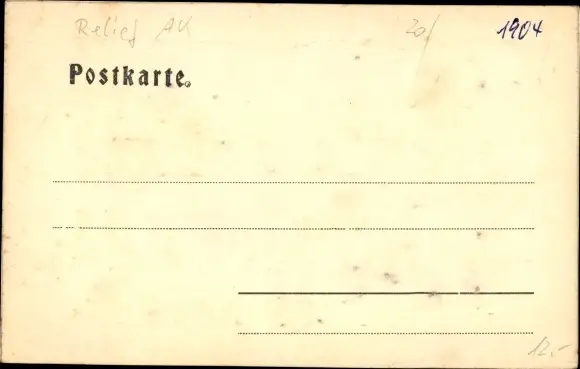 Relief AK 20,- 1904
Postkarte.
12.-